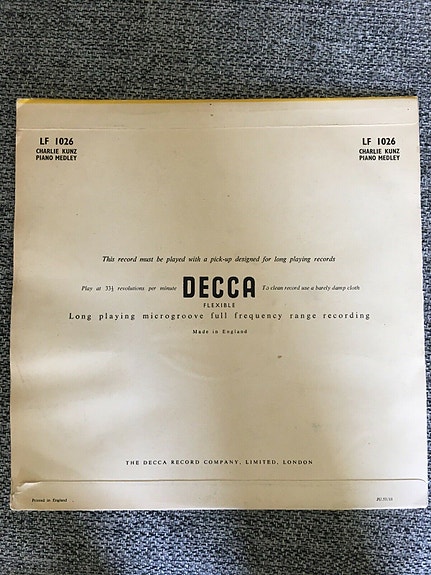 LF 1026
CHARLIE KUNZ
PIANO MEDLEY
LF 1026
CHARLIE KUNZ
PIANO MEDLEY
This record must be played with a pick-up designed for long playing records
Play at 33⅓ revolutions per minute DECCA To clean record use a barely damp cloth
FLEXIBLE
Long playing microgroove full frequency range recording
Made in England
THE DECCA RECORD COMPANY, LIMITED, LONDON
Printed in England